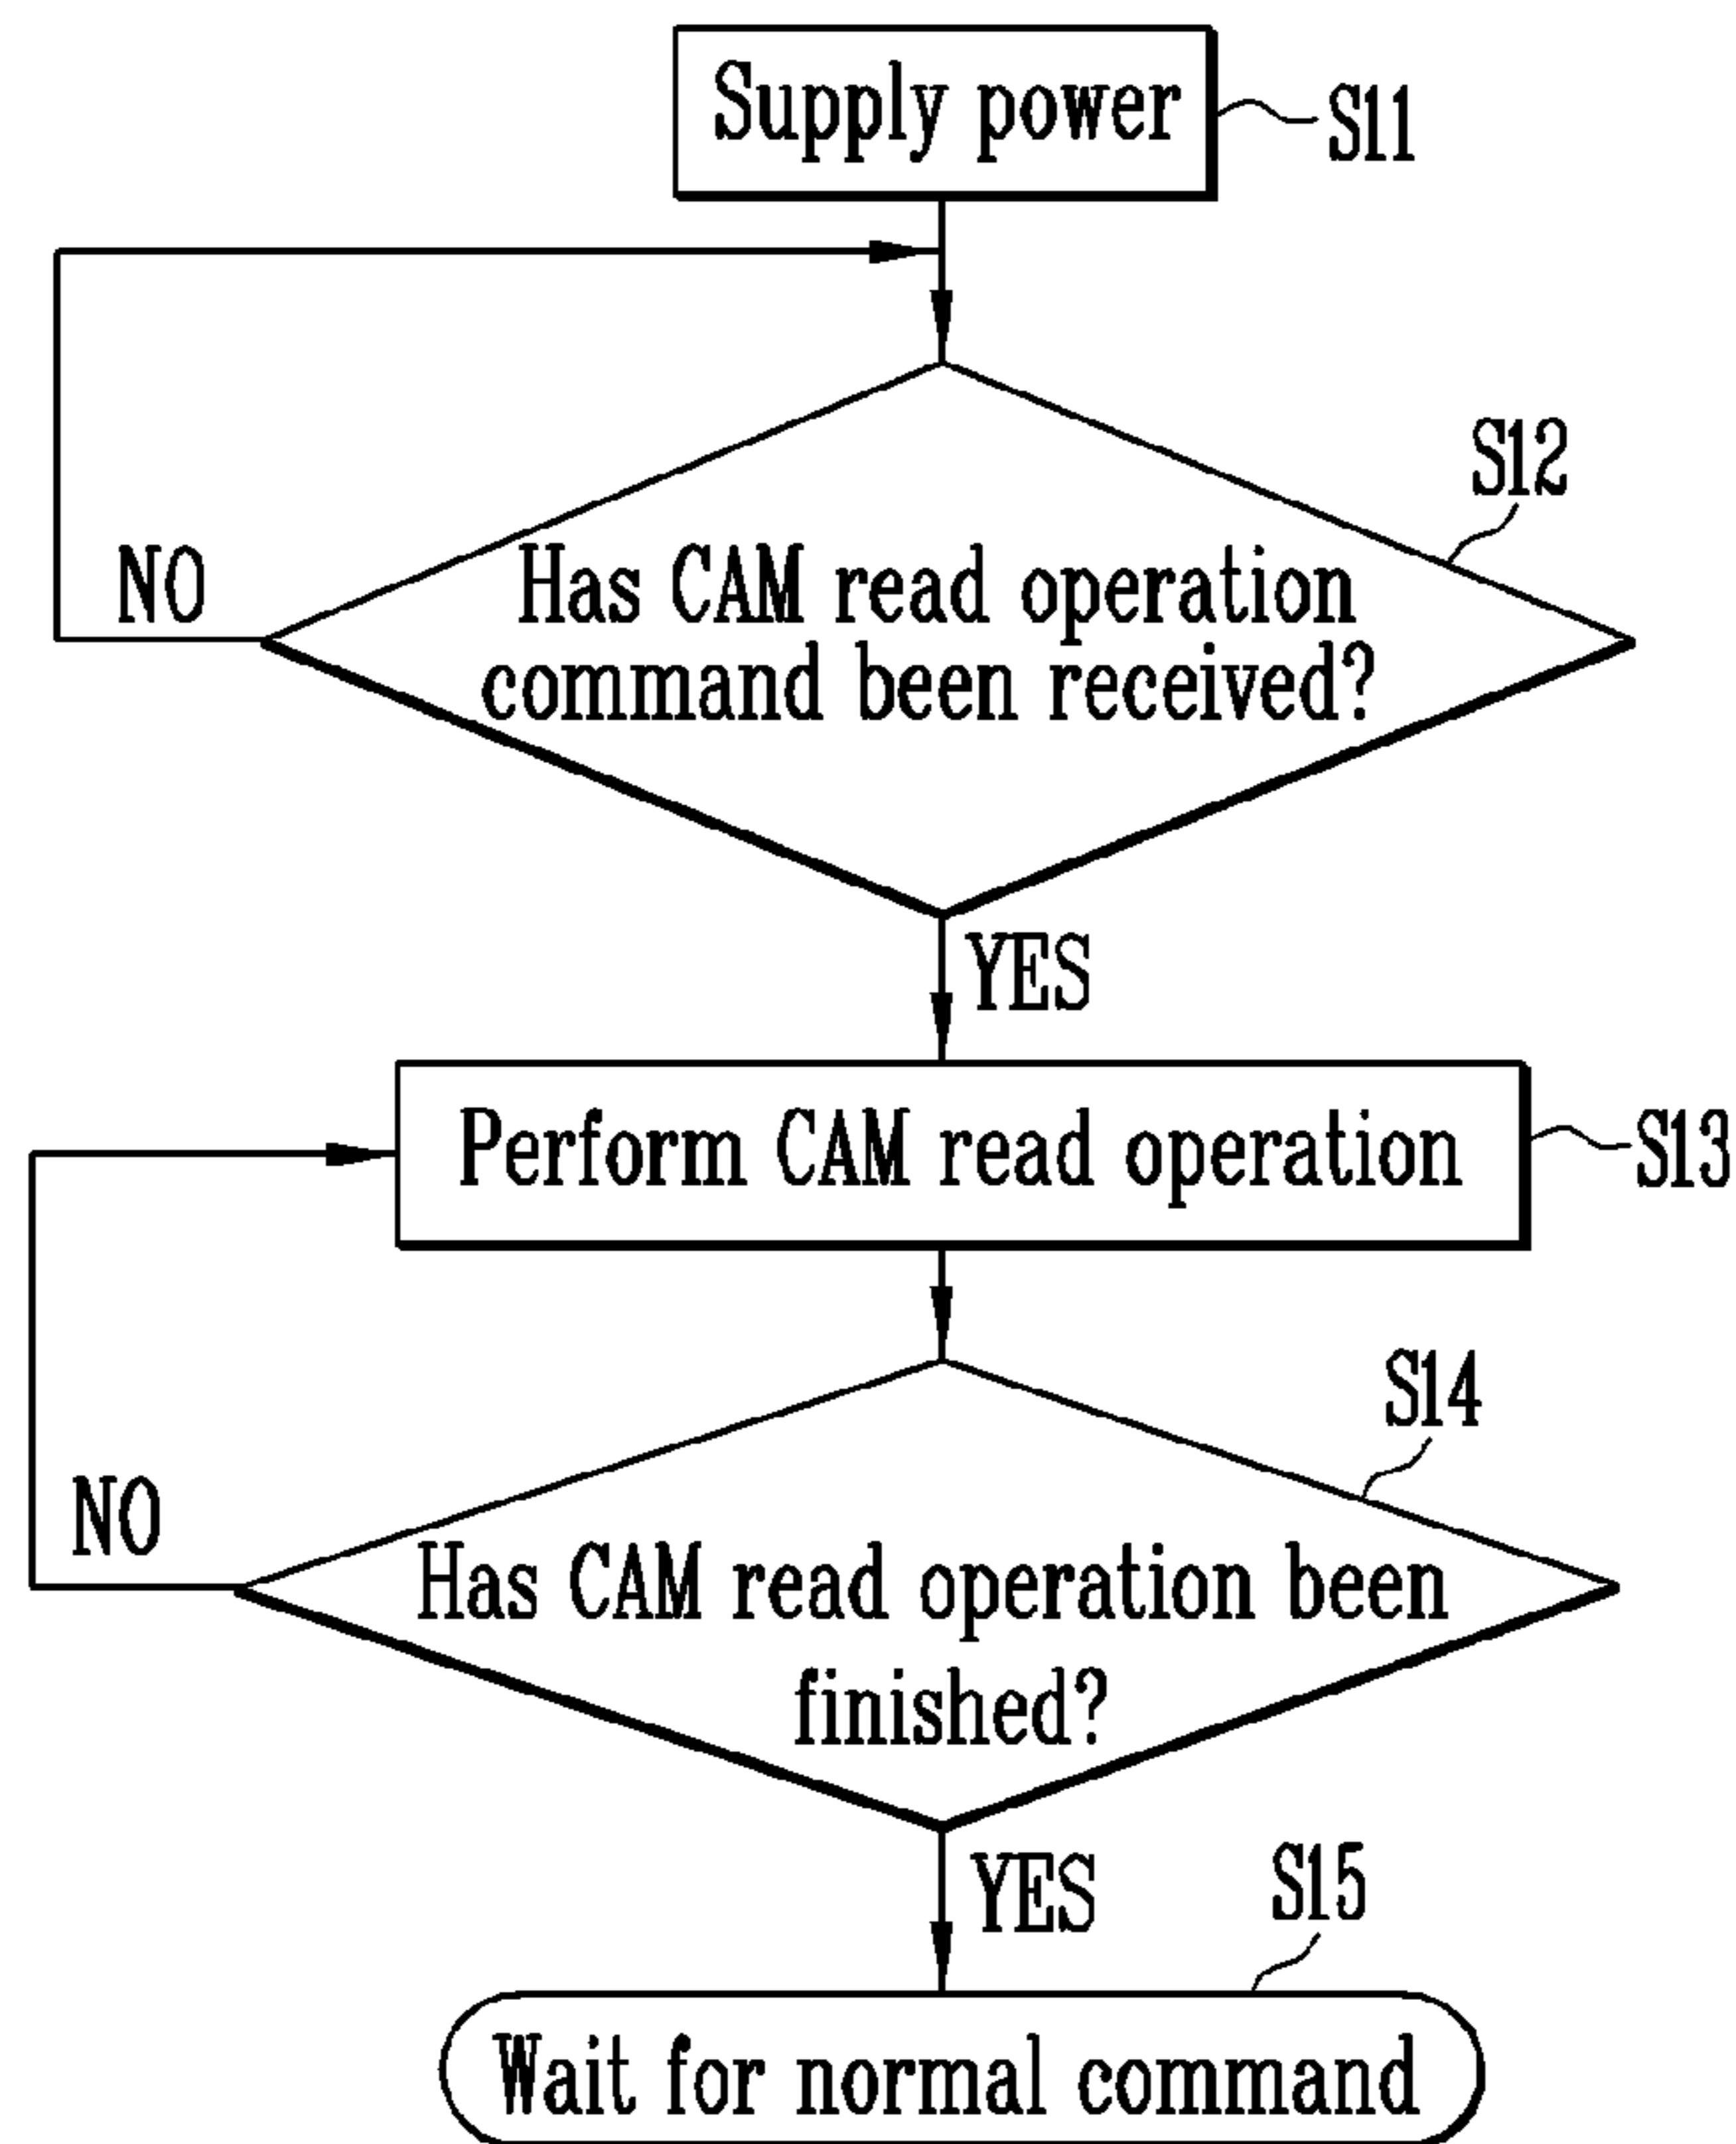 Supply power
S11
S12
NO
Has CAM read operation
command been received?
YES
Perform CAM read operation
S13
S14
NO
Has CAM read operation been
finished?
YES
S15
Wait for normal command